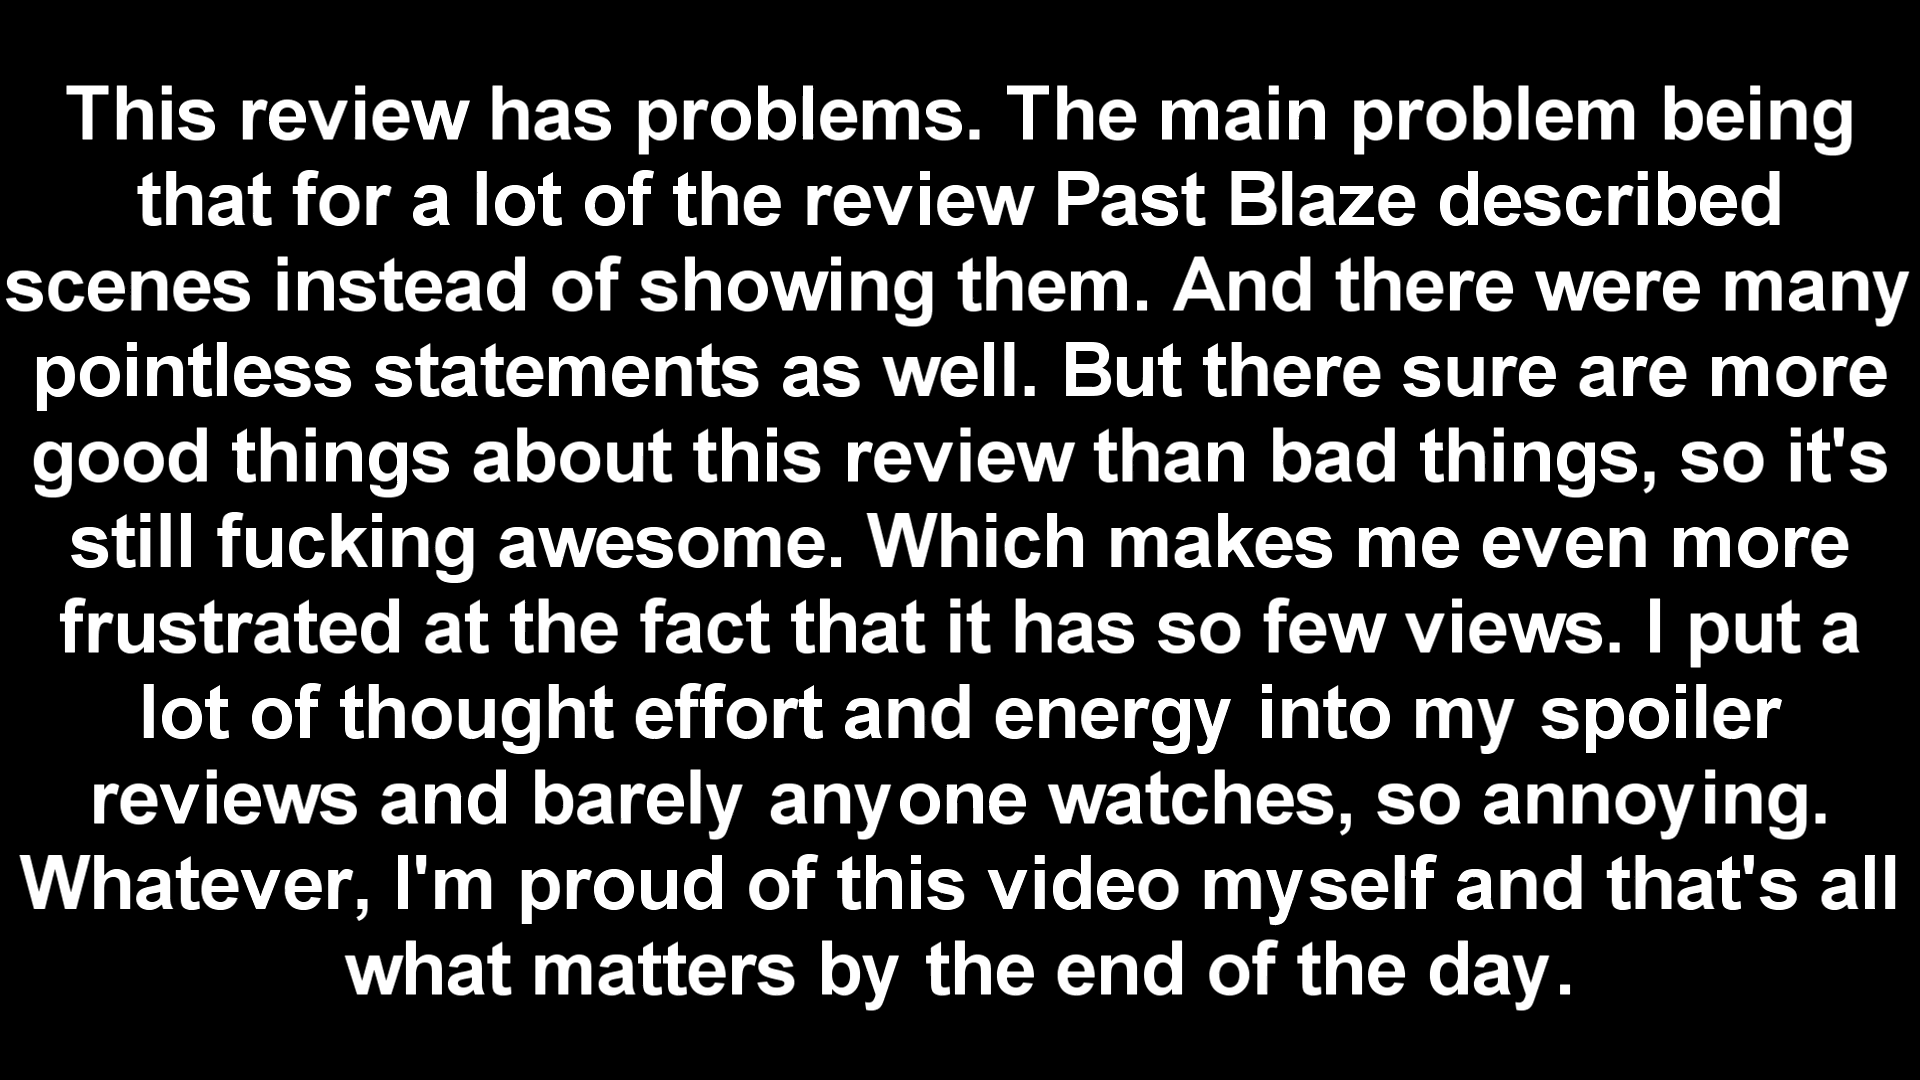 This review has problems. The main problem being
that for a lot of the review Past Blaze described
scenes instead of showing them. And there were many
pointless statements as well. But there sure are more
good things about this review than bad things, so it's
still fucking awesome. Which makes me even more
frustrated at the fact that it has so few views. I put a
lot of thought effort and energy into my spoiler
reviews and barely anyone watches, so annoying.
Whatever, I'm proud of this video myself and that's all
what matters by the end of the day.